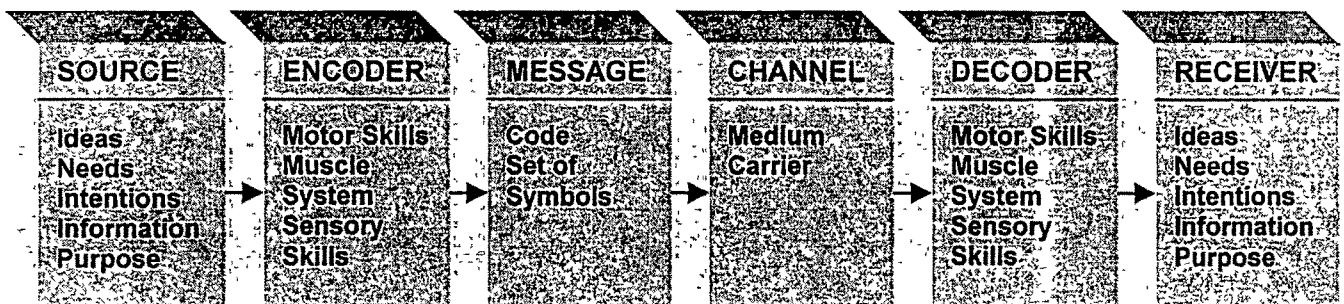 SOURCE
Ideas
Needs
Intentions
Information
Purpose
ENCODER
Motor Skills
Muscle
System
Sensory
Skills
MESSAGE
Code
Set of
Symbols
CHANNEL
Medium
Carrier
DECODER
Motor Skills
Muscle
System
Sensory
Skills
RECEIVER
Ideas
Needs
Intentions
Information
Purpose